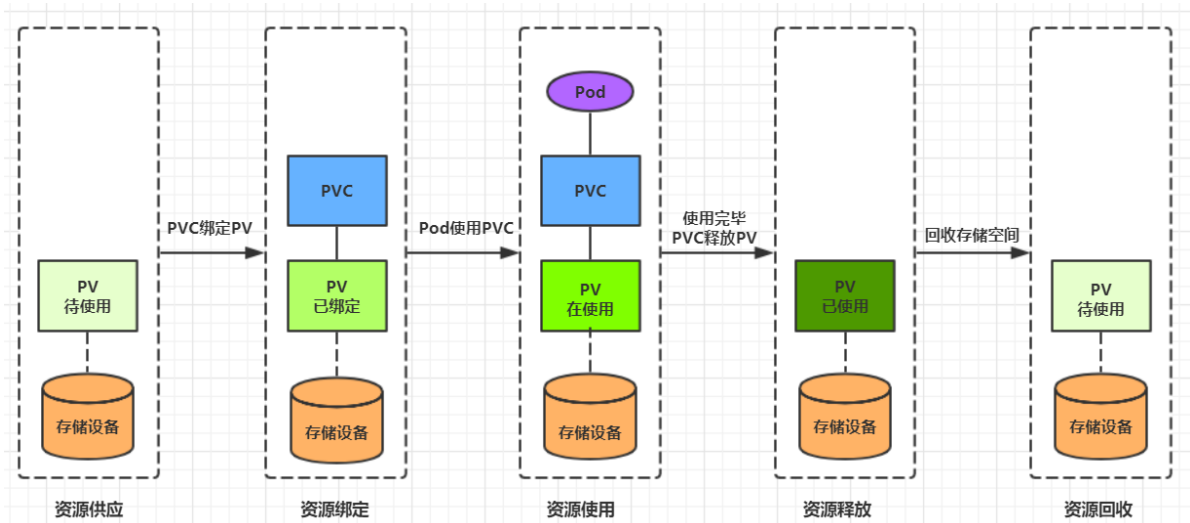 PV
待使用
存储设备
资源供应
PVC绑定PV
PVC
PV
已绑定
存储设备
资源绑定
Pod使用PVC
Pod
PVC
PV
在使用
存储设备
资源使用
使用完毕
PVC释放PV
PV
已使用
存储设备
资源释放
回收存储空间
PV
待使用
存储设备
资源回收